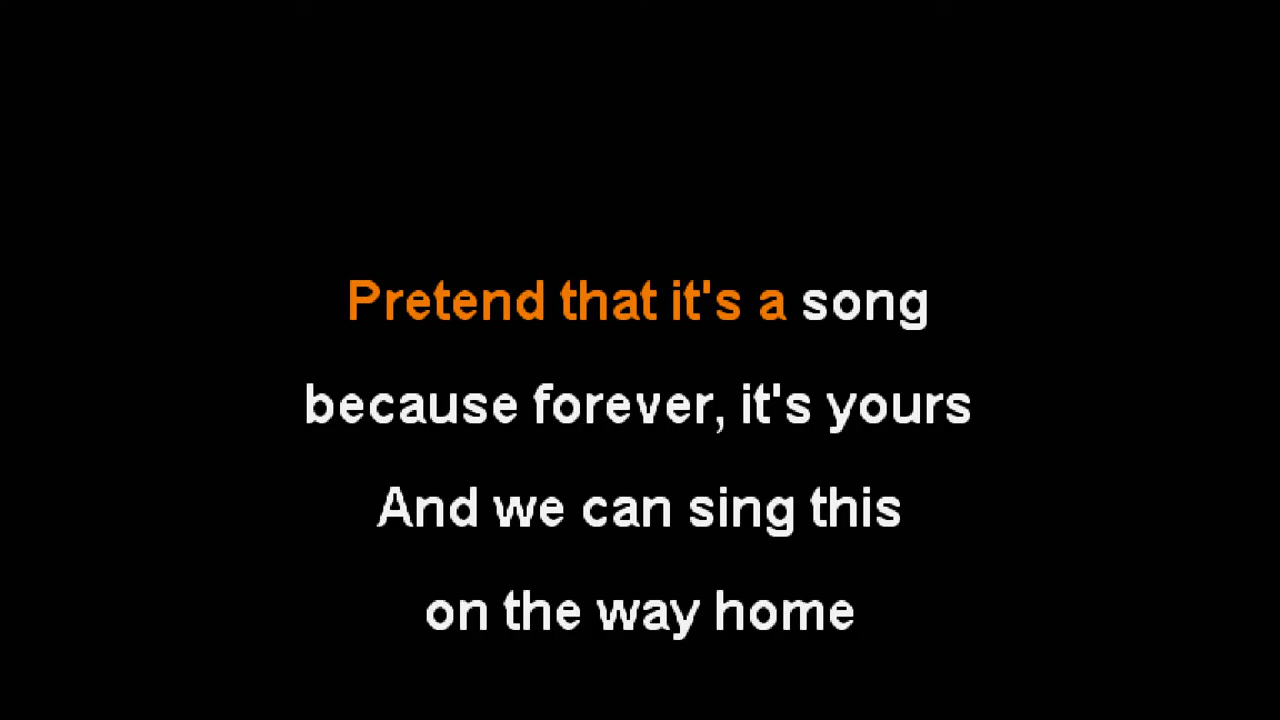 Pretend that it's a song
because forever, it's yours
And we can sing this
on the way home